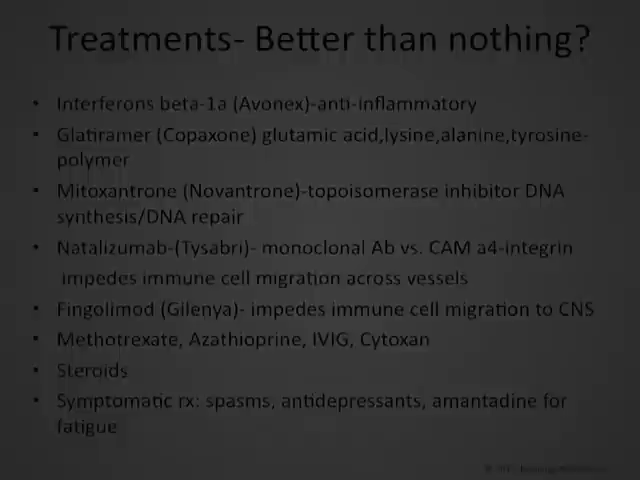 Treatments- Better than nothing?
• Interferons beta-1a (Avonex)-anti-inflammatory
• Glatiramer (Copaxone) glutamic acid,lysine,alanine,tyrosine-
polymer
• Mitoxantrone (Novantrone)-topoisomerase inhibitor DNA
synthesis/DNA repair
• Natalizumab-(Tysabri)- monoclonal Ab vs. CAM a4-integrin
impedes immune cell migration across vessels
• Fingolimod (Gilenya)- impedes immune cell migration to CNS
• Methotrexate, Azathioprine, IVIG, Cytoxan
• Steroids
• Symptomatic rx: spasms, antidepressants, amantadine for
fatigue